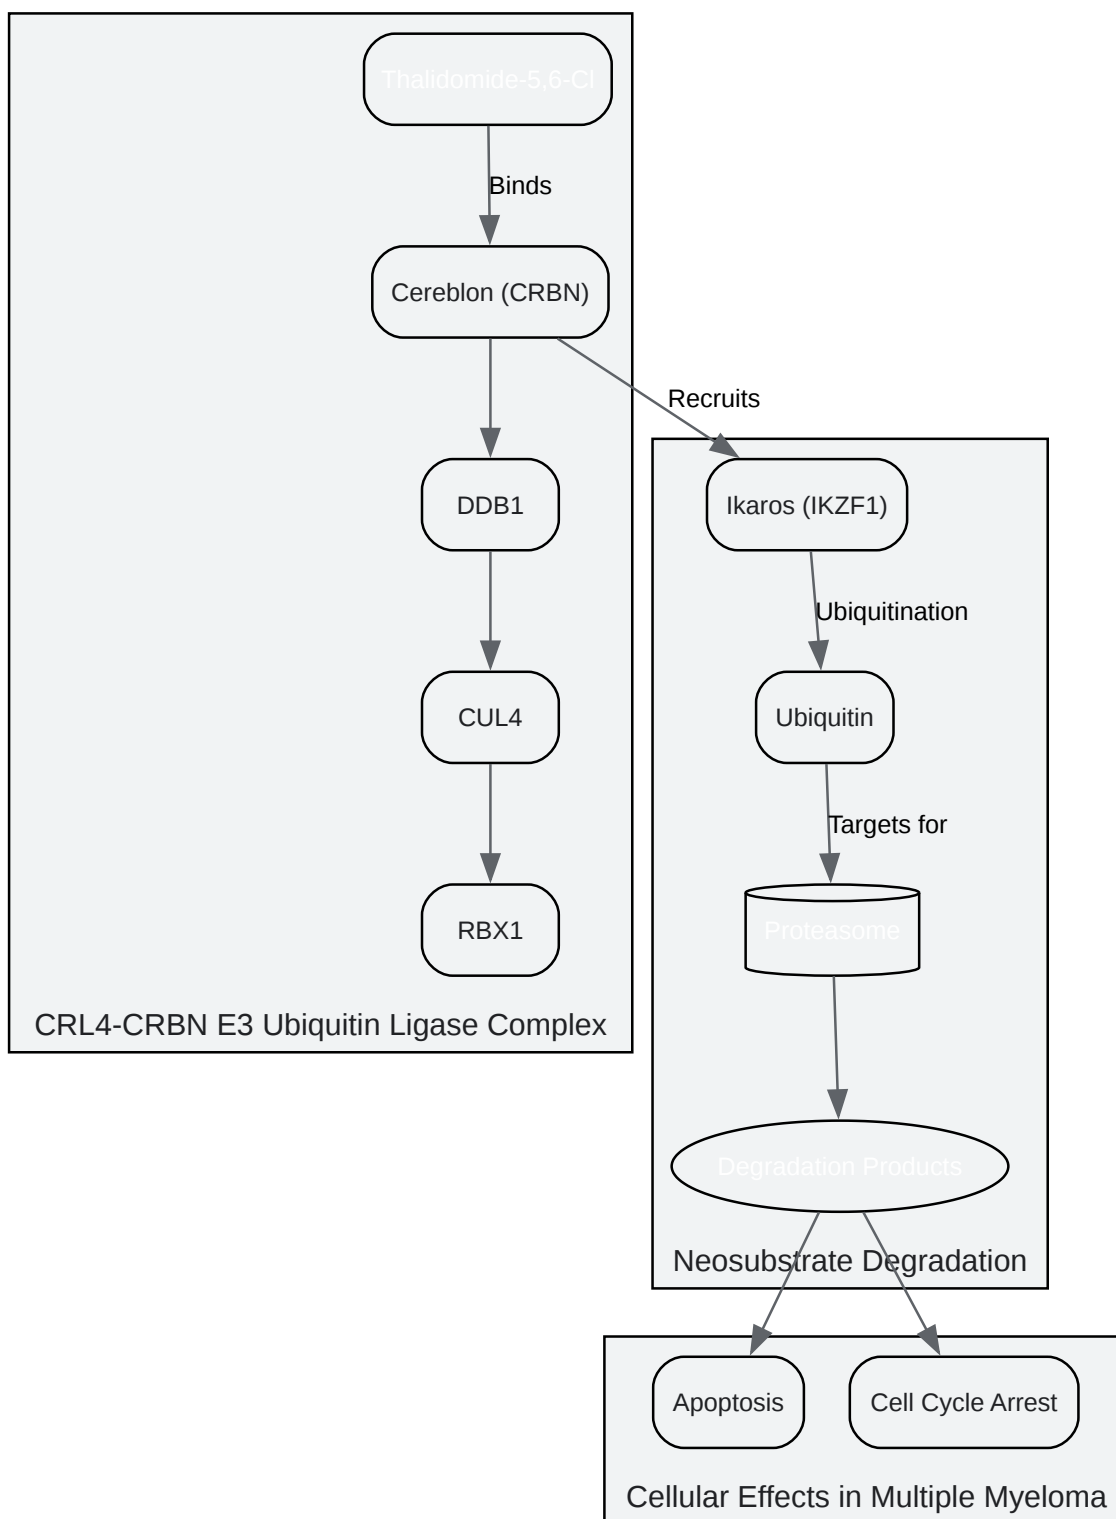 Thalidomide-5,6-Cl
Binds
Cereblon (CRBN)
Recruits
DDB1
Ikaros (IKZF1)
Ubiquitination
CUL4
Ubiquitin
Targets for
RBX1
Proteasome
CRL4-CRBN E3 Ubiquitin Ligase Complex
Degradation Products
Neosubstrate Degradation
Apoptosis
Cell Cycle Arrest
Cellular Effects in Multiple Myeloma